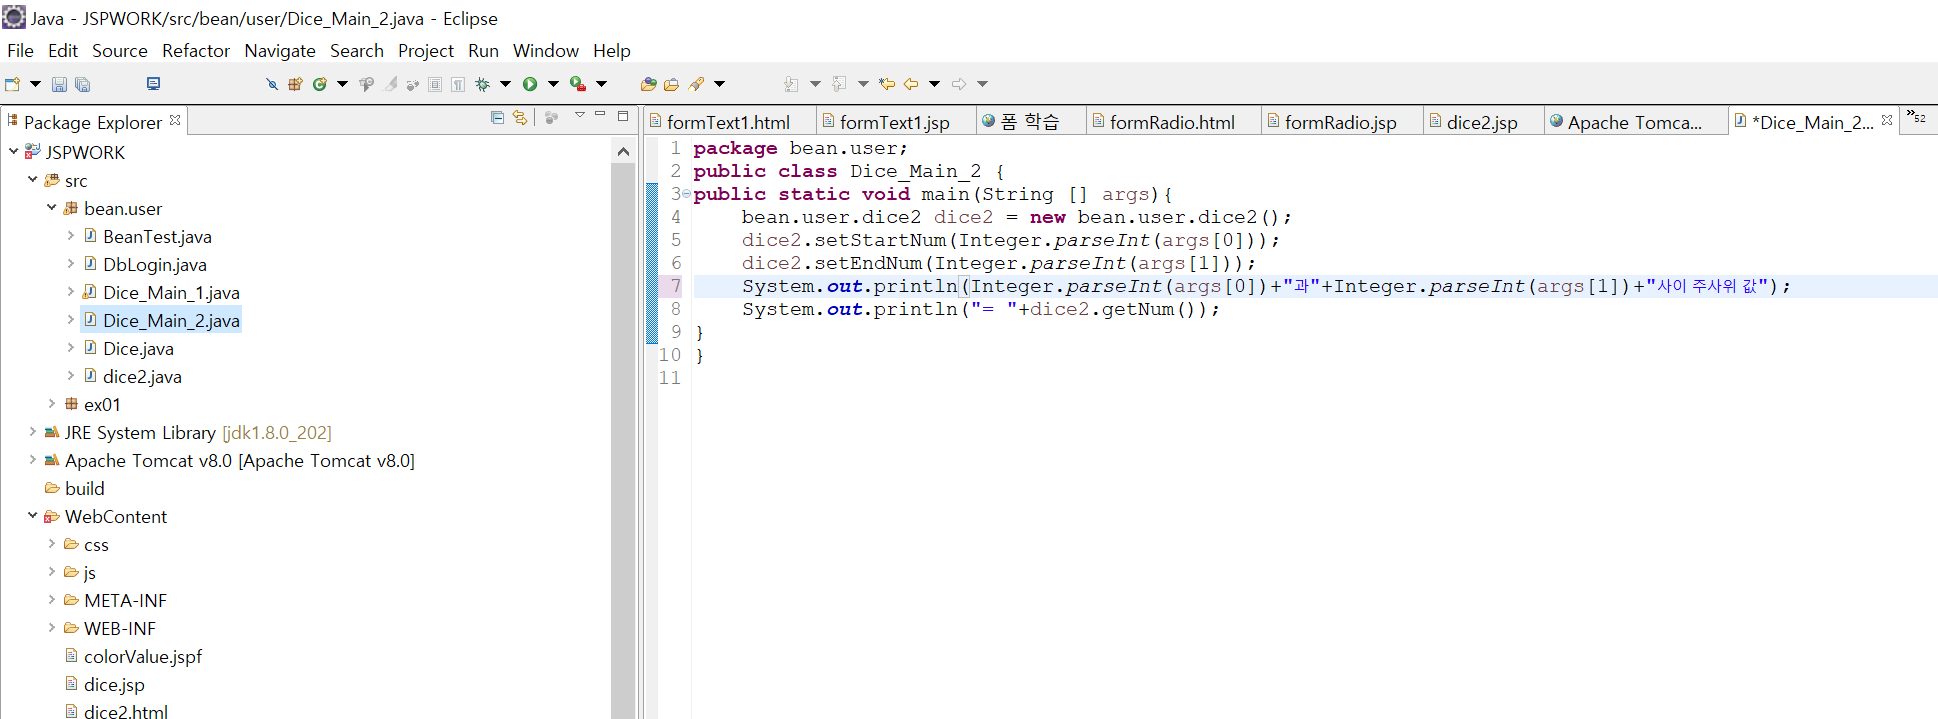 Java - JSPWORK/src/bean/user/Dice_Main_2.java - Eclipse
File Edit Source Refactor Navigate Search Project Run Window Help
Package Explorer
JSPWORK
src
bean.user
BeanTest.java
DbLogin.java
Dice_Main_1.java
Dice_Main_2.java
Dice.java
dice2.java
ex01
JRE System Library [jdk1.8.0_202]
Apache Tomcat v8.0 [Apache Tomcat v8.0]
build
WebContent
css
js
META-INF
WEB-INF
colorValue.jspf
dice.jsp
dice2.html
formText1.html formText1.jsp 폼 학습 formRadio.html formRadio.jsp dice2.jsp Apache Tomca... *Dice_Main_2... »52
1 package bean.user;
2 public class Dice_Main_2 {
3 public static void main(String [] args){
4 bean.user.dice2 dice2 = new bean.user.dice2();
5 dice2.setStartNum(Integer.parseInt(args[0]));
6 dice2.setEndNum(Integer.parseInt(args[1]));
7 System.out.println(Integer.parseInt(args[0])+"과"+Integer.parseInt(args[1])+"사이 주사위 값");
8 System.out.println("= "+dice2.getNum());
9 }
10 }
11